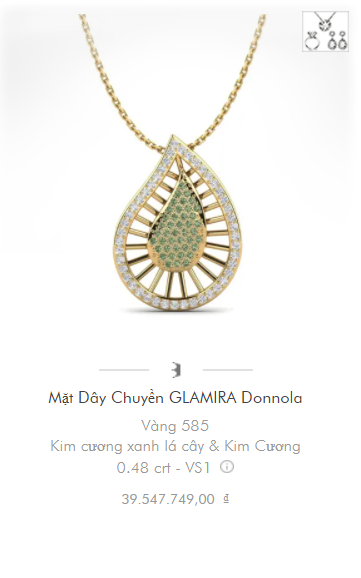 Mặt Dây Chuyền GLAMIRA Donnola
Vàng 585
Kim cương xanh lá cây & Kim Cương
0.48 crt - VS1
39.547.749,00 ₫